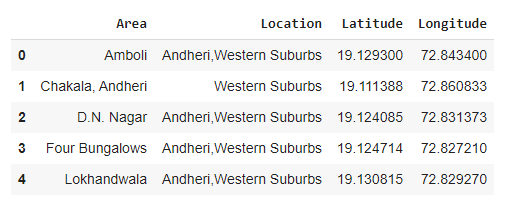 Area Location Latitude Longitude
0 Amboli Andheri,Western Suburbs 19.129300 72.843400
1 Chakala, Andheri Western Suburbs 19.111388 72.860833
2 D.N. Nagar Andheri,Western Suburbs 19.124085 72.831373
3 Four Bungalows Andheri,Western Suburbs 19.124714 72.827210
4 Lokhandwala Andheri,Western Suburbs 19.130815 72.829270